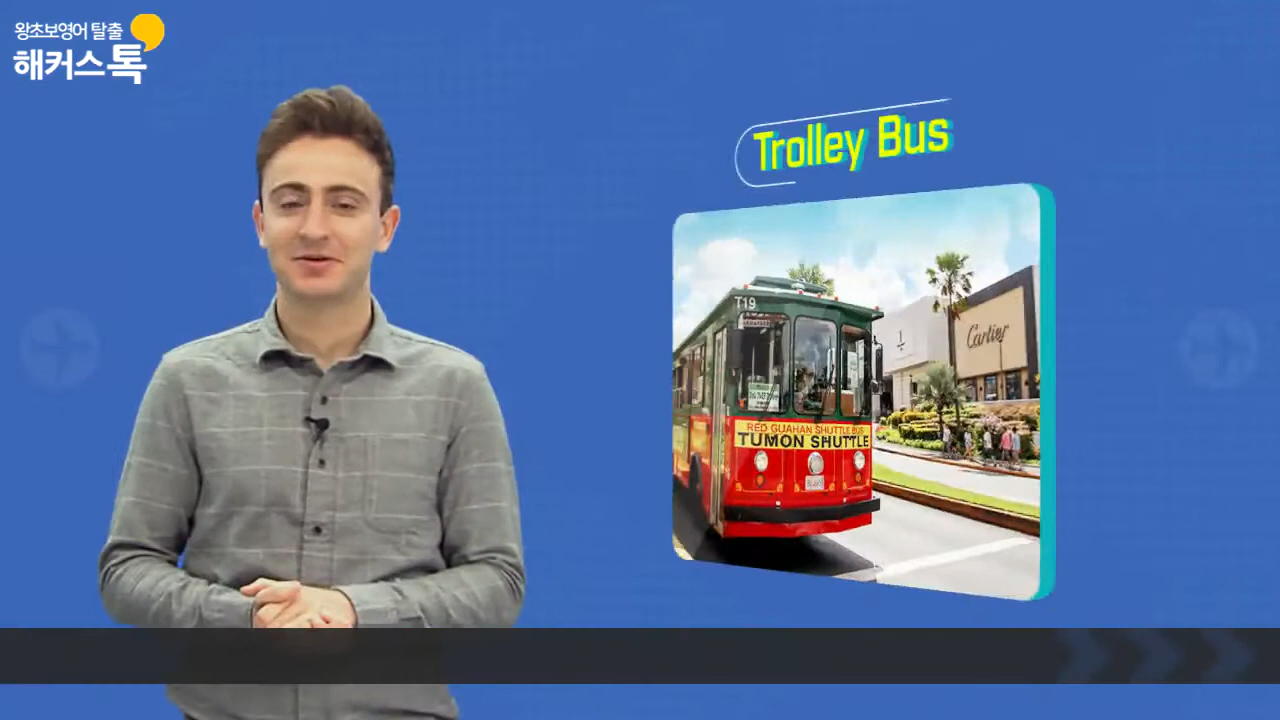 왕초보영어 탈출
해커스톡
Trolley Bus
T19
Cartier
RED GUAHAN SHUTTLE BUS
TUMON SHUTTLE